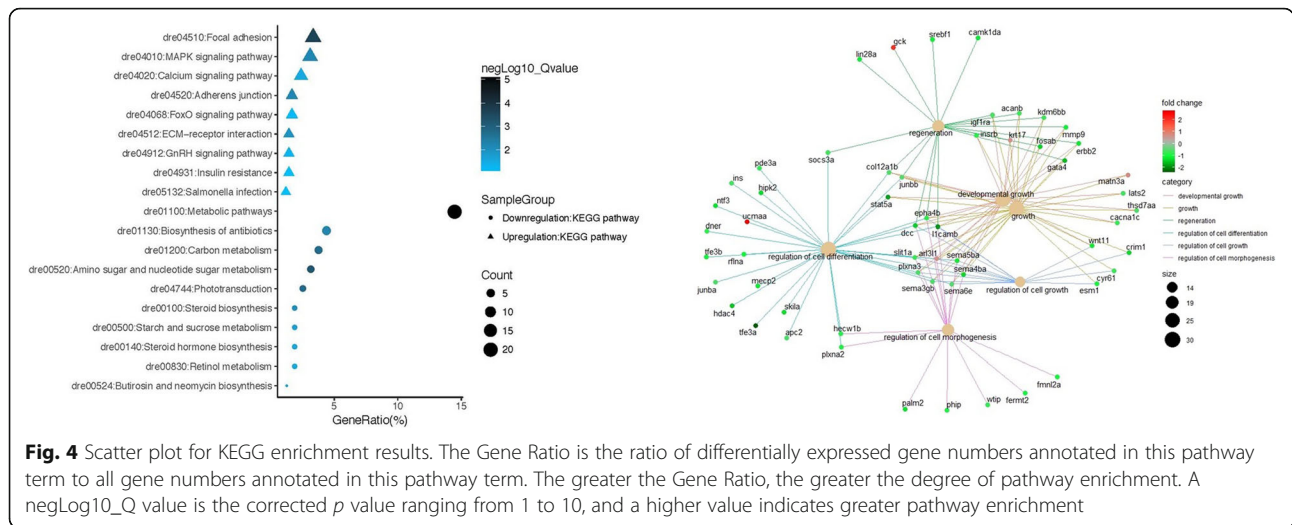 dre04510:Focal adhesion
dre04010:MAPK signaling pathway
dre04020:Calcium signaling pathway
dre04520:Adherens junction
dre04068:FoxO signaling pathway
dre04512:ECM−receptor interaction
dre04912:GnRH signaling pathway
dre04931:Insulin resistance
dre05132:Salmonella infection
dre01100:Metabolic pathways
dre01130:Biosynthesis of antibiotics
dre01200:Carbon metabolism
dre00520:Amino sugar and nucleotide sugar metabolism
dre04744:Phototransduction
dre00100:Steroid biosynthesis
dre00500:Starch and sucrose metabolism
dre00140:Steroid hormone biosynthesis
dre00830:Retinol metabolism
dre00524:Butirosin and neomycin biosynthesis
5
10
15
GeneRatio(%)
negLog10_Qvalue
5
4
3
2
SampleGroup
Downregulation:KEGG pathway
Upregulation:KEGG pathway
Count
5
10
15
20
gck
srebf1
camk1da
lin28a
acanb
kdm6bb
igf1ra
mmp9
regeneration
insrb
krt17
fosab
erbb2
socs3a
gata4
pde3a
col12a1b
matn3a
ins
junbb
hipk2
lats2
stat5a
developmental growth
ntf3
growth
thsd7aa
ucmaa
epha4b
cacna1c
dner
dcc
l1camb
wnt11
tfe3b
regulation of cell differentiation
slit1a
arl3l1
sema5ba
crim1
rflna
plxna3
sema4ba
mecp2
cyr61
junba
sema3gb
sema6e
regulation of cell growth
esm1
hdac4
skila
tfe3a
apc2
hecw1b
regulation of cell morphogenesis
plxna2
fmnl2a
palm2
phip
wtip
fermt2
fold change
2
1
0
-1
-2
category
developmental growth
growth
regeneration
regulation of cell differentiation
regulation of cell growth
regulation of cell morphogenesis
size
14
19
25
30
Fig. 4 Scatter plot for KEGG enrichment results. The Gene Ratio is the ratio of differentially expressed gene numbers annotated in this pathway
term to all gene numbers annotated in this pathway term. The greater the Gene Ratio, the greater the degree of pathway enrichment. A
negLog10_Q value is the corrected p value ranging from 1 to 10, and a higher value indicates greater pathway enrichment